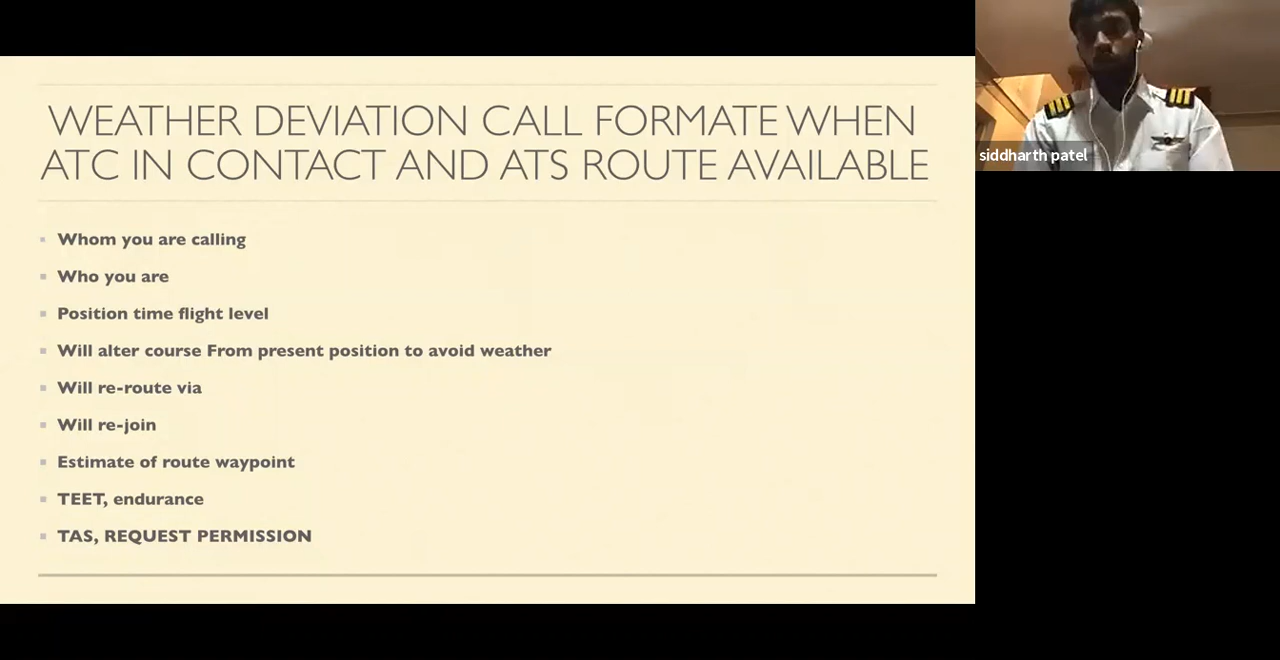 WEATHER DEVIATION CALL FORMATE WHEN
ATC IN CONTACT AND ATS ROUTE AVAILABLE
Whom you are calling
Who you are
Position time flight level
Will alter course From present position to avoid weather
Will re-route via
Will re-join
Estimate of route waypoint
TEET, endurance
TAS, REQUEST PERMISSION
siddharth patel